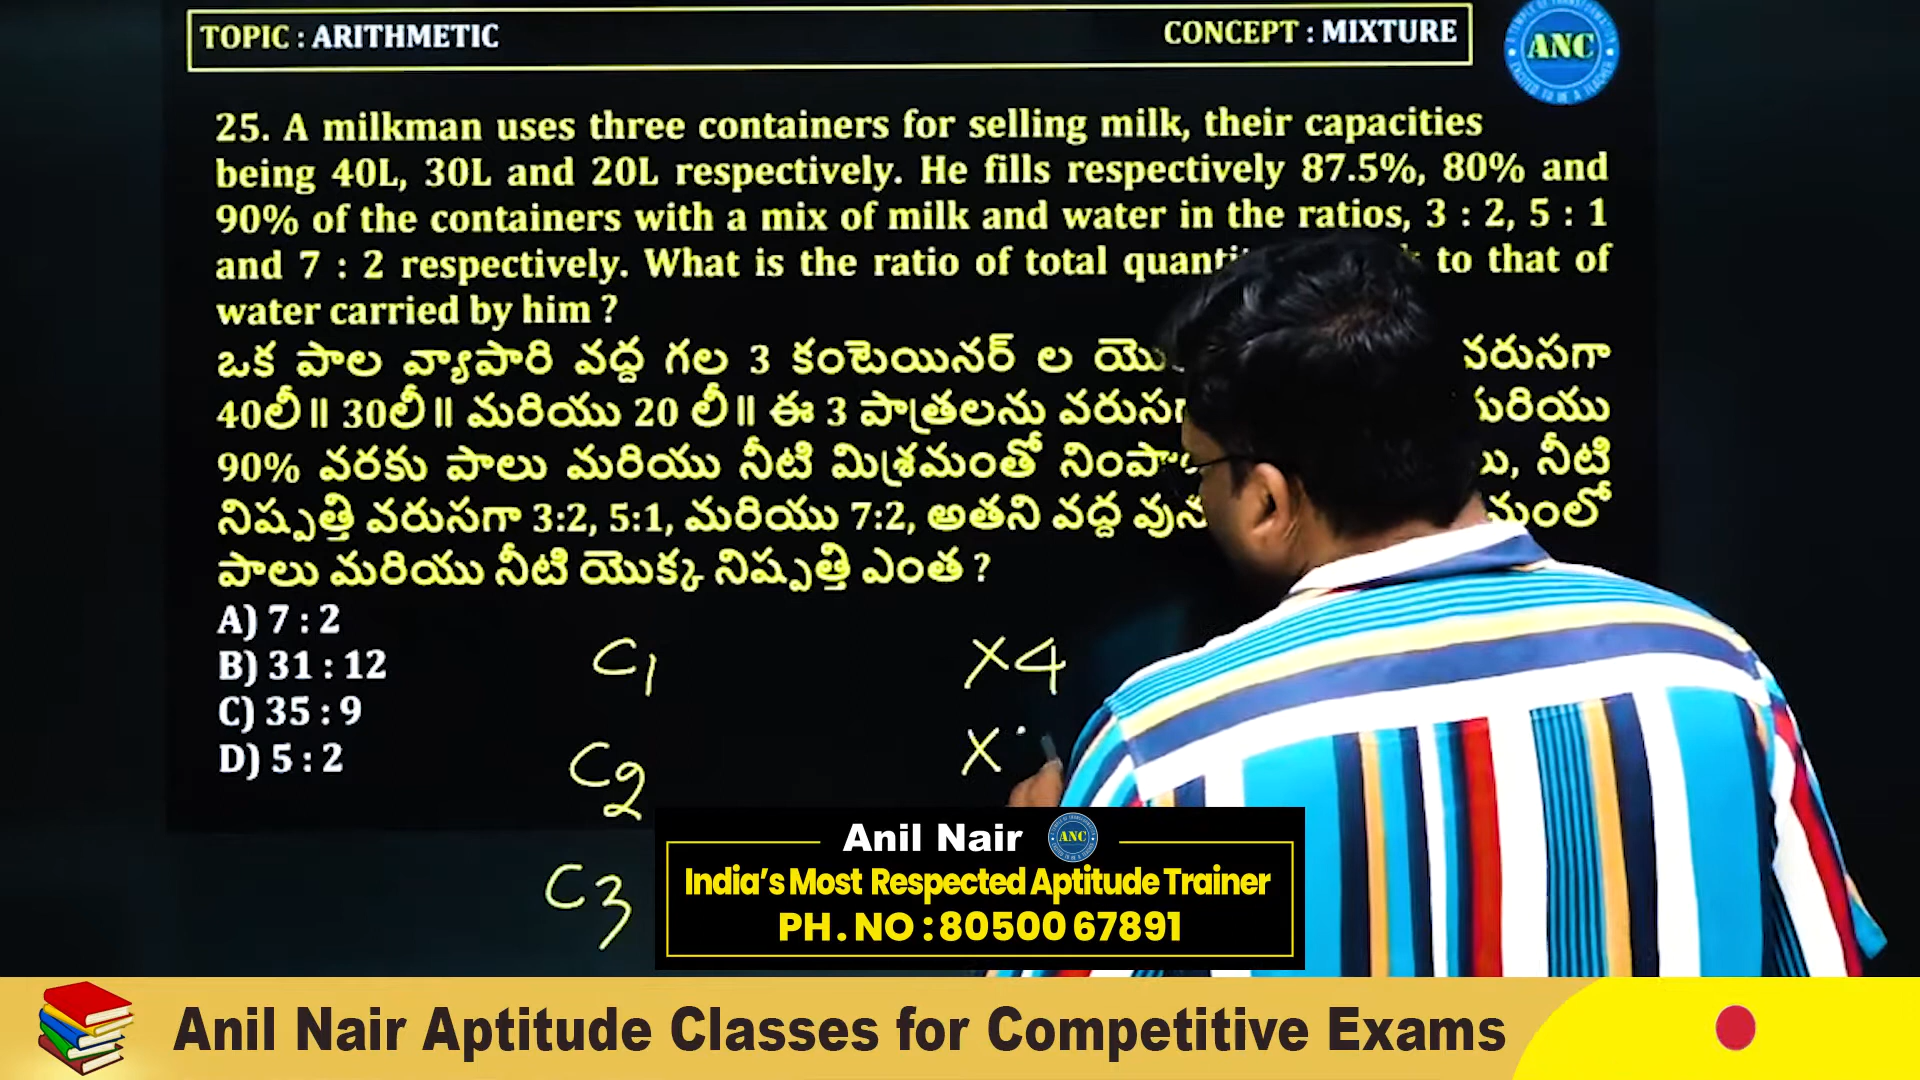 TOPIC : ARITHMETIC CONCEPT : MIXTURE
ANC
25. A milkman uses three containers for selling milk, their capacities
being 40L, 30L and 20L respectively. He fills respectively 87.5%, 80% and
90% of the containers with a mix of milk and water in the ratios, 3 : 2, 5 : 1
and 7 : 2 respectively. What is the ratio of total to that of
water carried by him ?
ఒక పాల వ్యాపారి వద్ద గల 3 కంటెయినర్ ల వరుసగా
40లీ॥ 30లీ॥ మరియు 20 లీ॥ ఈ 3 పాత్రలను
90% వరకు పాలు మరియు నీటి మిశ్రమంతో నీటి
నిష్పత్తి వరుసగా 3:2, 5:1, మరియు 7:2, అతని వద్ద
పాలు మరియు నీటి యొక్క నిష్పత్తి ఎంత ?
A) 7 : 2
B) 31 : 12
C) 35 : 9
D) 5 : 2
C1 X4
C2 X
C3
Anil Nair ANC
India's Most Respected Aptitude Trainer
PH. NO : 80500 67891
Anil Nair Aptitude Classes for Competitive Exams